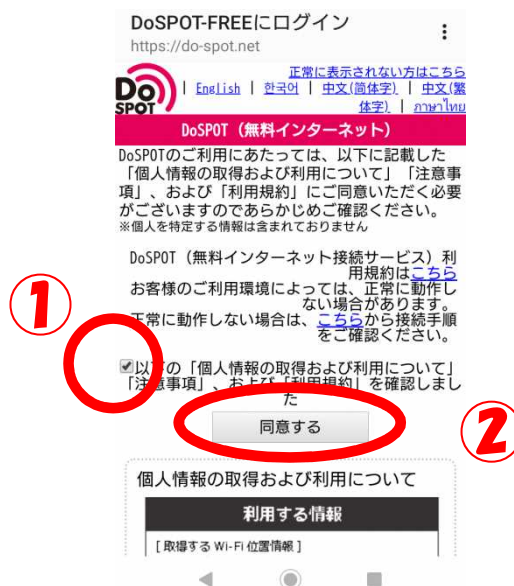 DoSPOT-FREEにログイン
https://do-spot.net
正常に表示されない方はこちら
Do SPOT | English | 한국어 | 中文(简体字) | 中文(繁
体字) | ภาษาไทย
DoSPOT（無料インターネット）
DoSPOTのご利用にあたっては、以下に記載した
「個人情報の取得および利用について」「注意事
項」、および「利用規約」にご同意いただく必要
がございますのであらかじめご確認ください。
※個人を特定する情報は含まれておりません
DoSPOT（無料インターネット接続サービス）利
用規約はこちら
お客様のご利用環境によっては、正常に動作し
ない場合があります。
正常に動作しない場合は、こちらから接続手順
をご確認ください。
①
以下の「個人情報の取得および利用について」
「注意事項」、および「利用規約」を確認しまし
た
同意する
②
個人情報の取得および利用について
利用する情報
[ 取得する Wi-Fi 位置情報 ]